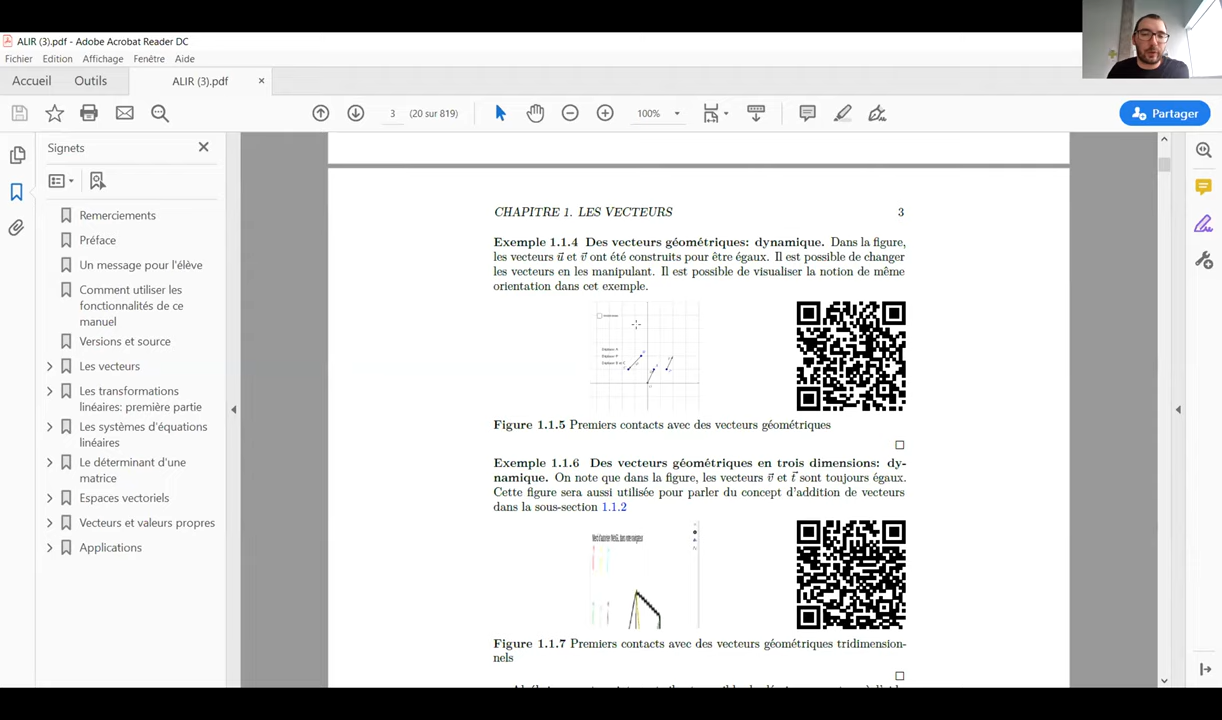 ALIR (3).pdf - Adobe Acrobat Reader DC
Fichier Edition Affichage Fenêtre Aide
Accueil Outils ALIR (3).pdf ×
3 (20 sur 819) 100% Partager
Signets
Remerciements
Préface
Un message pour l'élève
Comment utiliser les
fonctionnalités de ce
manuel
Versions et source
Les vecteurs
Les transformations
linéaires: première partie
Les systèmes d'équations
linéaires
Le déterminant d'une
matrice
Espaces vectoriels
Vecteurs et valeurs propres
Applications
CHAPITRE 1. LES VECTEURS 3
Exemple 1.1.4 Des vecteurs géométriques: dynamique. Dans la figure,
les vecteurs u⃗ et v⃗ ont été construits pour être égaux. Il est possible de changer
les vecteurs en les manipulant. Il est possible de visualiser la notion de même
orientation dans cet exemple.
Figure 1.1.5 Premiers contacts avec des vecteurs géométriques
□
Exemple 1.1.6 Des vecteurs géométriques en trois dimensions: dy-
namique. On note que dans la figure, les vecteurs v⃗ et t⃗ sont toujours égaux.
Cette figure sera aussi utilisée pour parler du concept d'addition de vecteurs
dans la sous-section 1.1.2
Figure 1.1.7 Premiers contacts avec des vecteurs géométriques tridimension-
nels
□